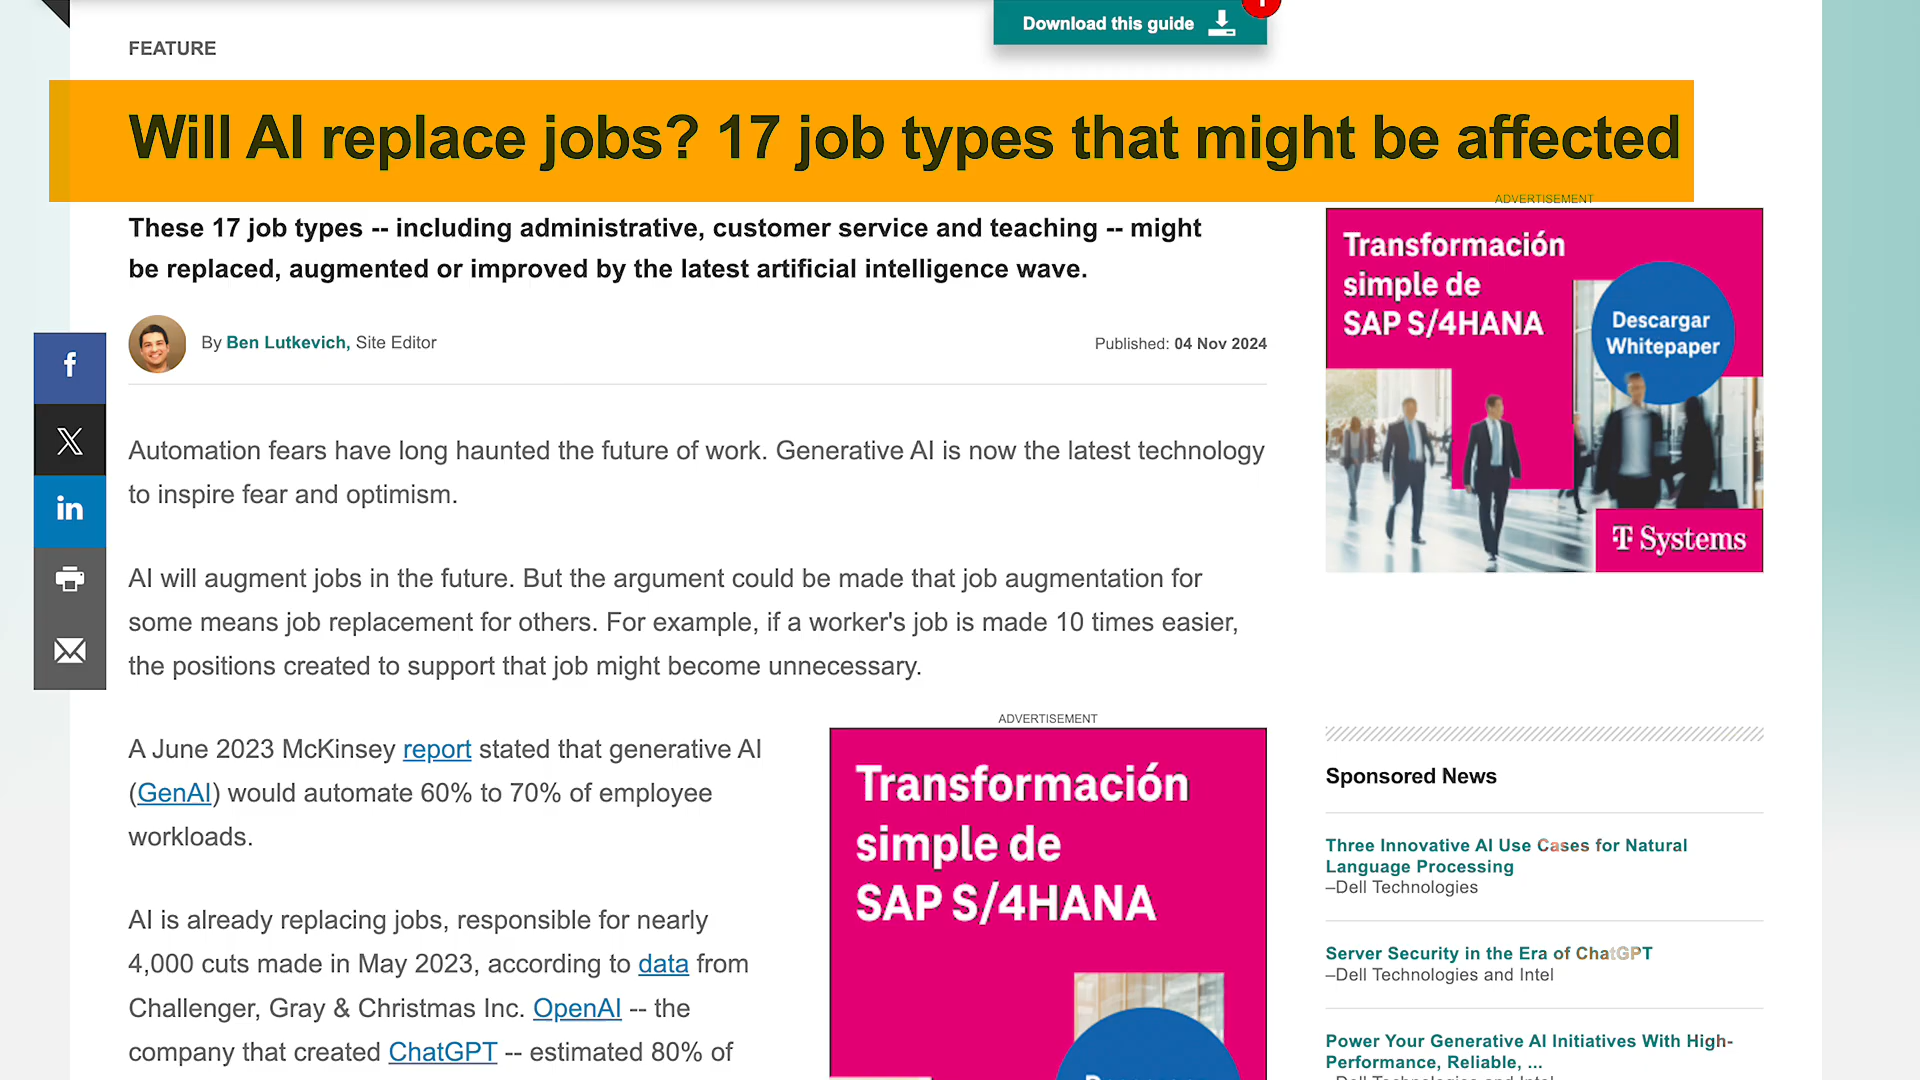 Download this guide
FEATURE
Will AI replace jobs? 17 job types that might be affected
These 17 job types -- including administrative, customer service and teaching -- might
be replaced, augmented or improved by the latest artificial intelligence wave.
By Ben Lutkevich, Site Editor
Published: 04 Nov 2024
Automation fears have long haunted the future of work. Generative AI is now the latest technology
to inspire fear and optimism.
AI will augment jobs in the future. But the argument could be made that job augmentation for
some means job replacement for others. For example, if a worker's job is made 10 times easier,
the positions created to support that job might become unnecessary.
A June 2023 McKinsey report stated that generative AI
(GenAI) would automate 60% to 70% of employee
workloads.
AI is already replacing jobs, responsible for nearly
4,000 cuts made in May 2023, according to data from
Challenger, Gray & Christmas Inc. OpenAI -- the
company that created ChatGPT -- estimated 80% of
ADVERTISEMENT
Transformación
simple de
SAP S/4HANA
ADVERTISEMENT
Transformación
simple de
SAP S/4HANA
Descargar
Whitepaper
T Systems
Sponsored News
Three Innovative AI Use Cases for Natural
Language Processing
–Dell Technologies
Server Security in the Era of ChatGPT
–Dell Technologies and Intel
Power Your Generative AI Initiatives With High-
Performance, Reliable, ...
–Dell Technologies and Intel